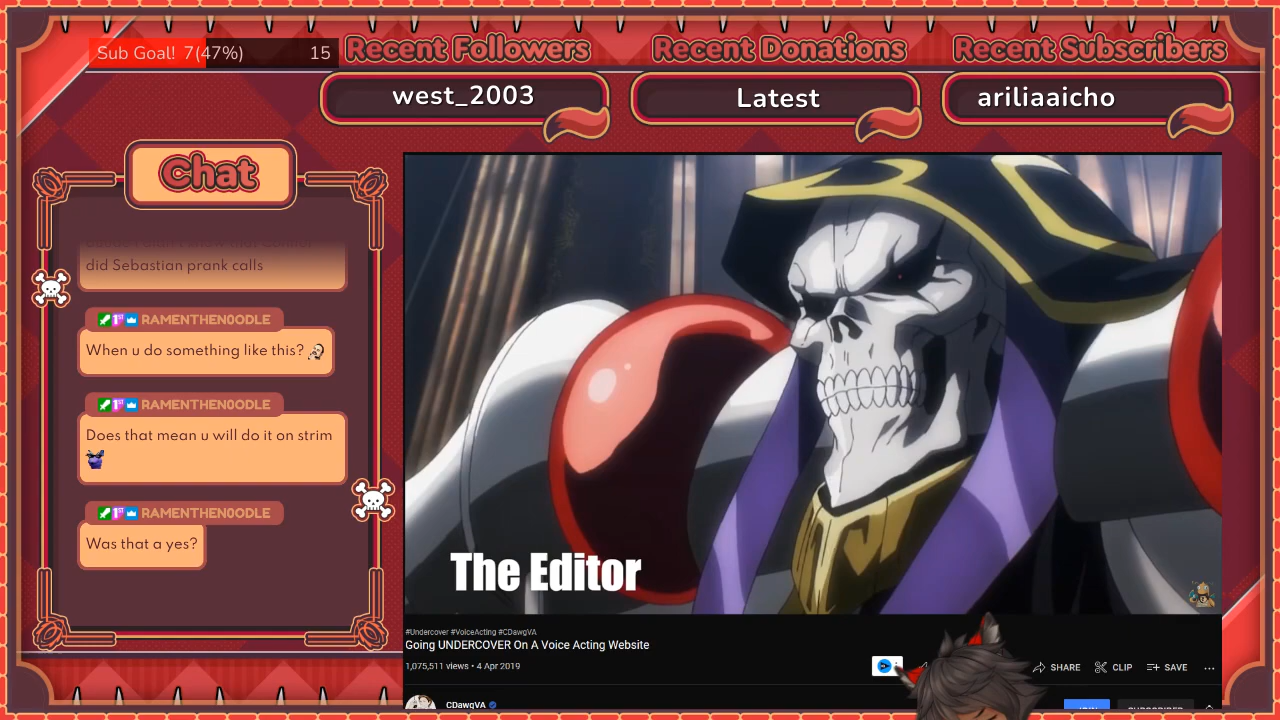 Sub Goal! 7(47%) 15
Recent Followers
Recent Donations
Recent Subscribers
west_2003
Latest
ariliaaicho
Chat
did Sebastian prank calls
1st RAMENTHEN00DLE
When u do something like this?
1st RAMENTHEN00DLE
Does that mean u will do it on strim
1st RAMENTHEN00DLE
Was that a yes?
The Editor
#Undercover #VoiceActing #CDawgVA
Going UNDERCOVER On A Voice Acting Website
1,075,511 views • 4 Apr 2019
SHARE CLIP SAVE
CDawgVA